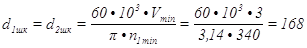 d₁шк = d₂шк = (60 • 10³ • Vmin) / (π • n₁min) = (60 • 10³ • 3) / (3,14 • 340) = 168